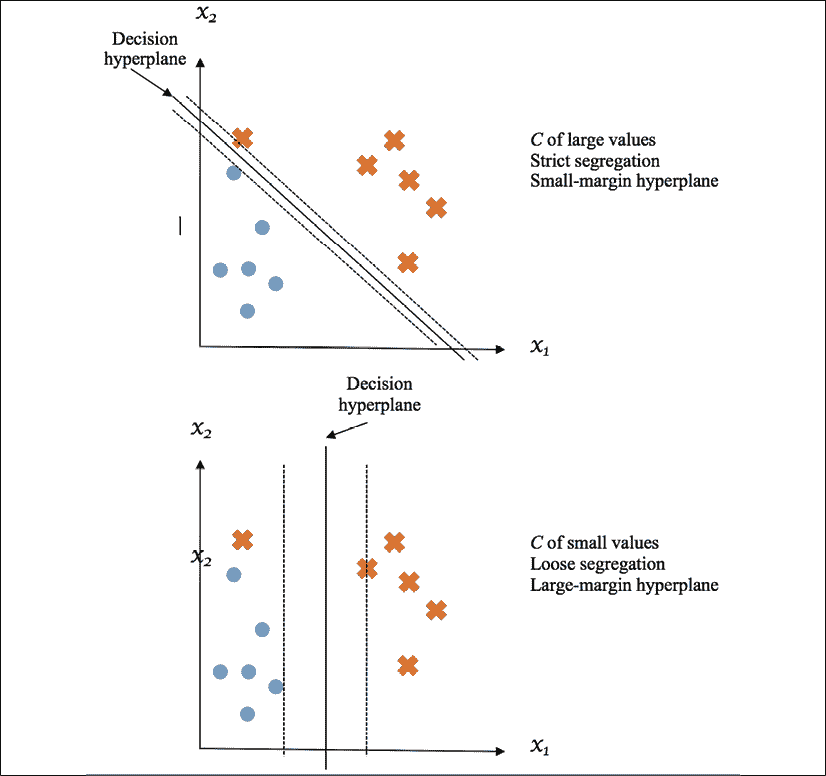 x2
Decision
hyperplane
C of large values
Strict segregation
Small-margin hyperplane
x1
Decision
hyperplane
x2
x2
C of small values
Loose segregation
Large-margin hyperplane
x1